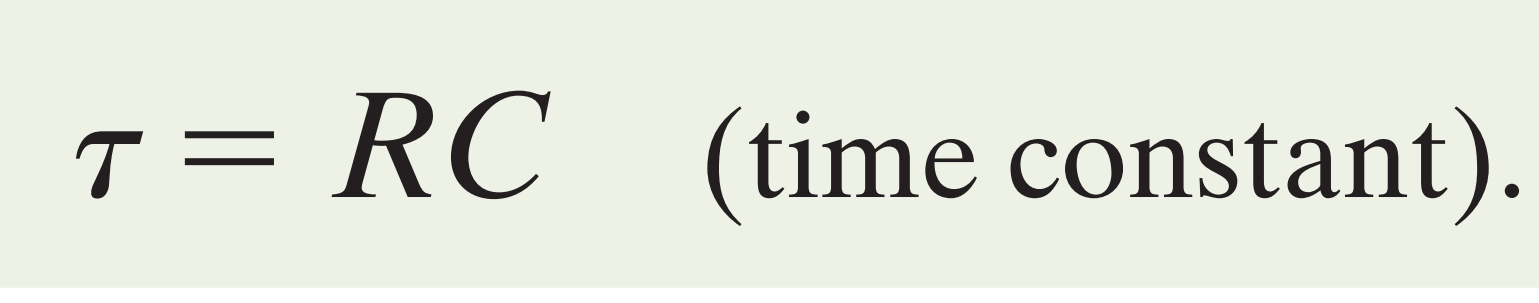 τ = RC (time constant).